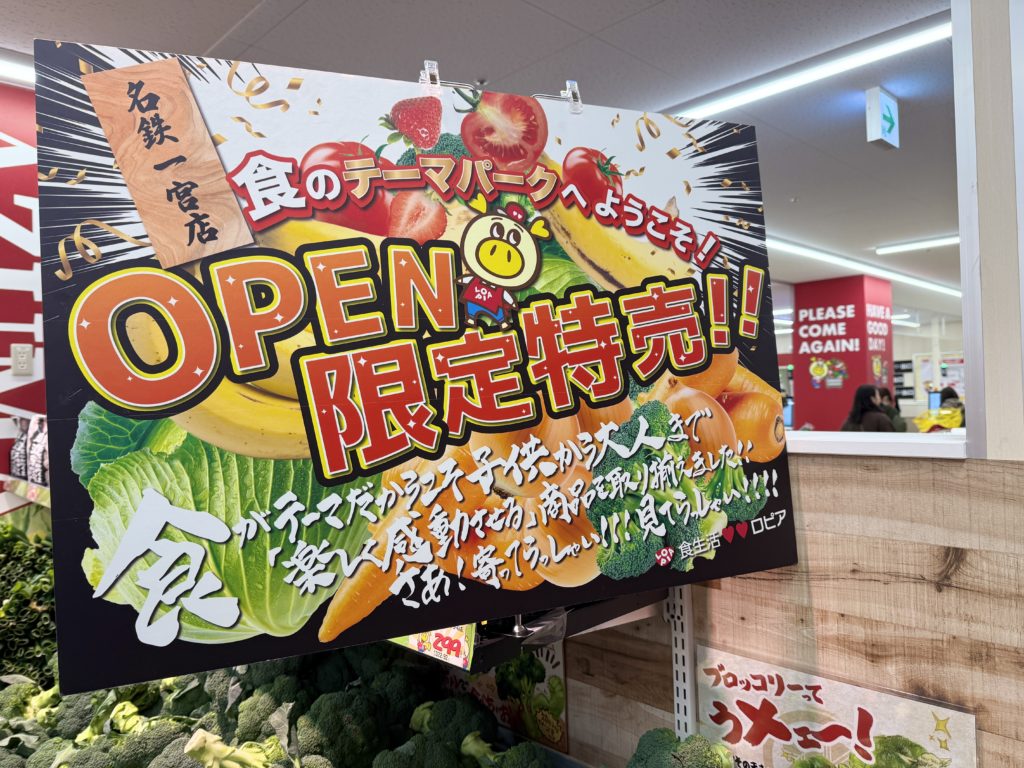 名鉄一宮店
食のテーマパークへようこそ!
OPEN
限定特売!!
食がテーマだからこそ子供から大人まで
「楽しく感動させる」商品を取り揃えました!!
さあ!寄ってらっしゃい!!!見てらっしゃい!!!!
食生活♥♥ロピア
PLEASE
COME
AGAIN!
HAVE A
GOOD
DAY!
299
ブロッコリーって
うメェ〜!